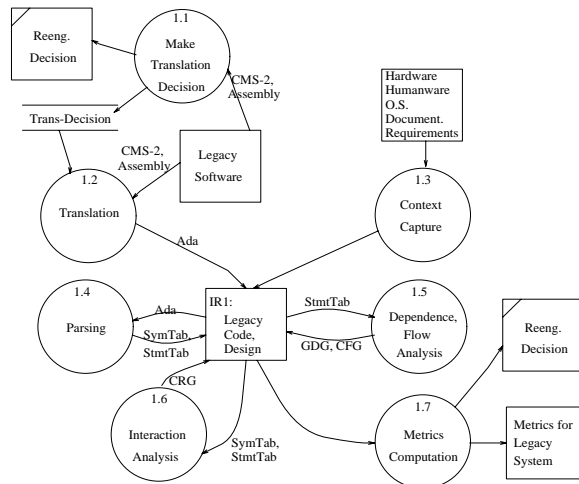 1.1
Make
Translation
Decision
Reeng.
Decision
CMS-2,
Assembly
Trans-Decision
CMS-2,
Assembly
Legacy
Software
Hardware
Humanware
O.S.
Document.
Requirements
1.2
Translation
1.3
Context
Capture
Ada
1.4
Parsing
Ada
SymTab,
StmtTab
IR1:
Legacy
Code,
Design
StmtTab
GDG, CFG
1.5
Dependence,
Flow
Analysis
Reeng.
Decision
CRG
1.6
Interaction
Analysis
SymTab,
StmtTab
1.7
Metrics
Computation
Metrics for
Legacy
System